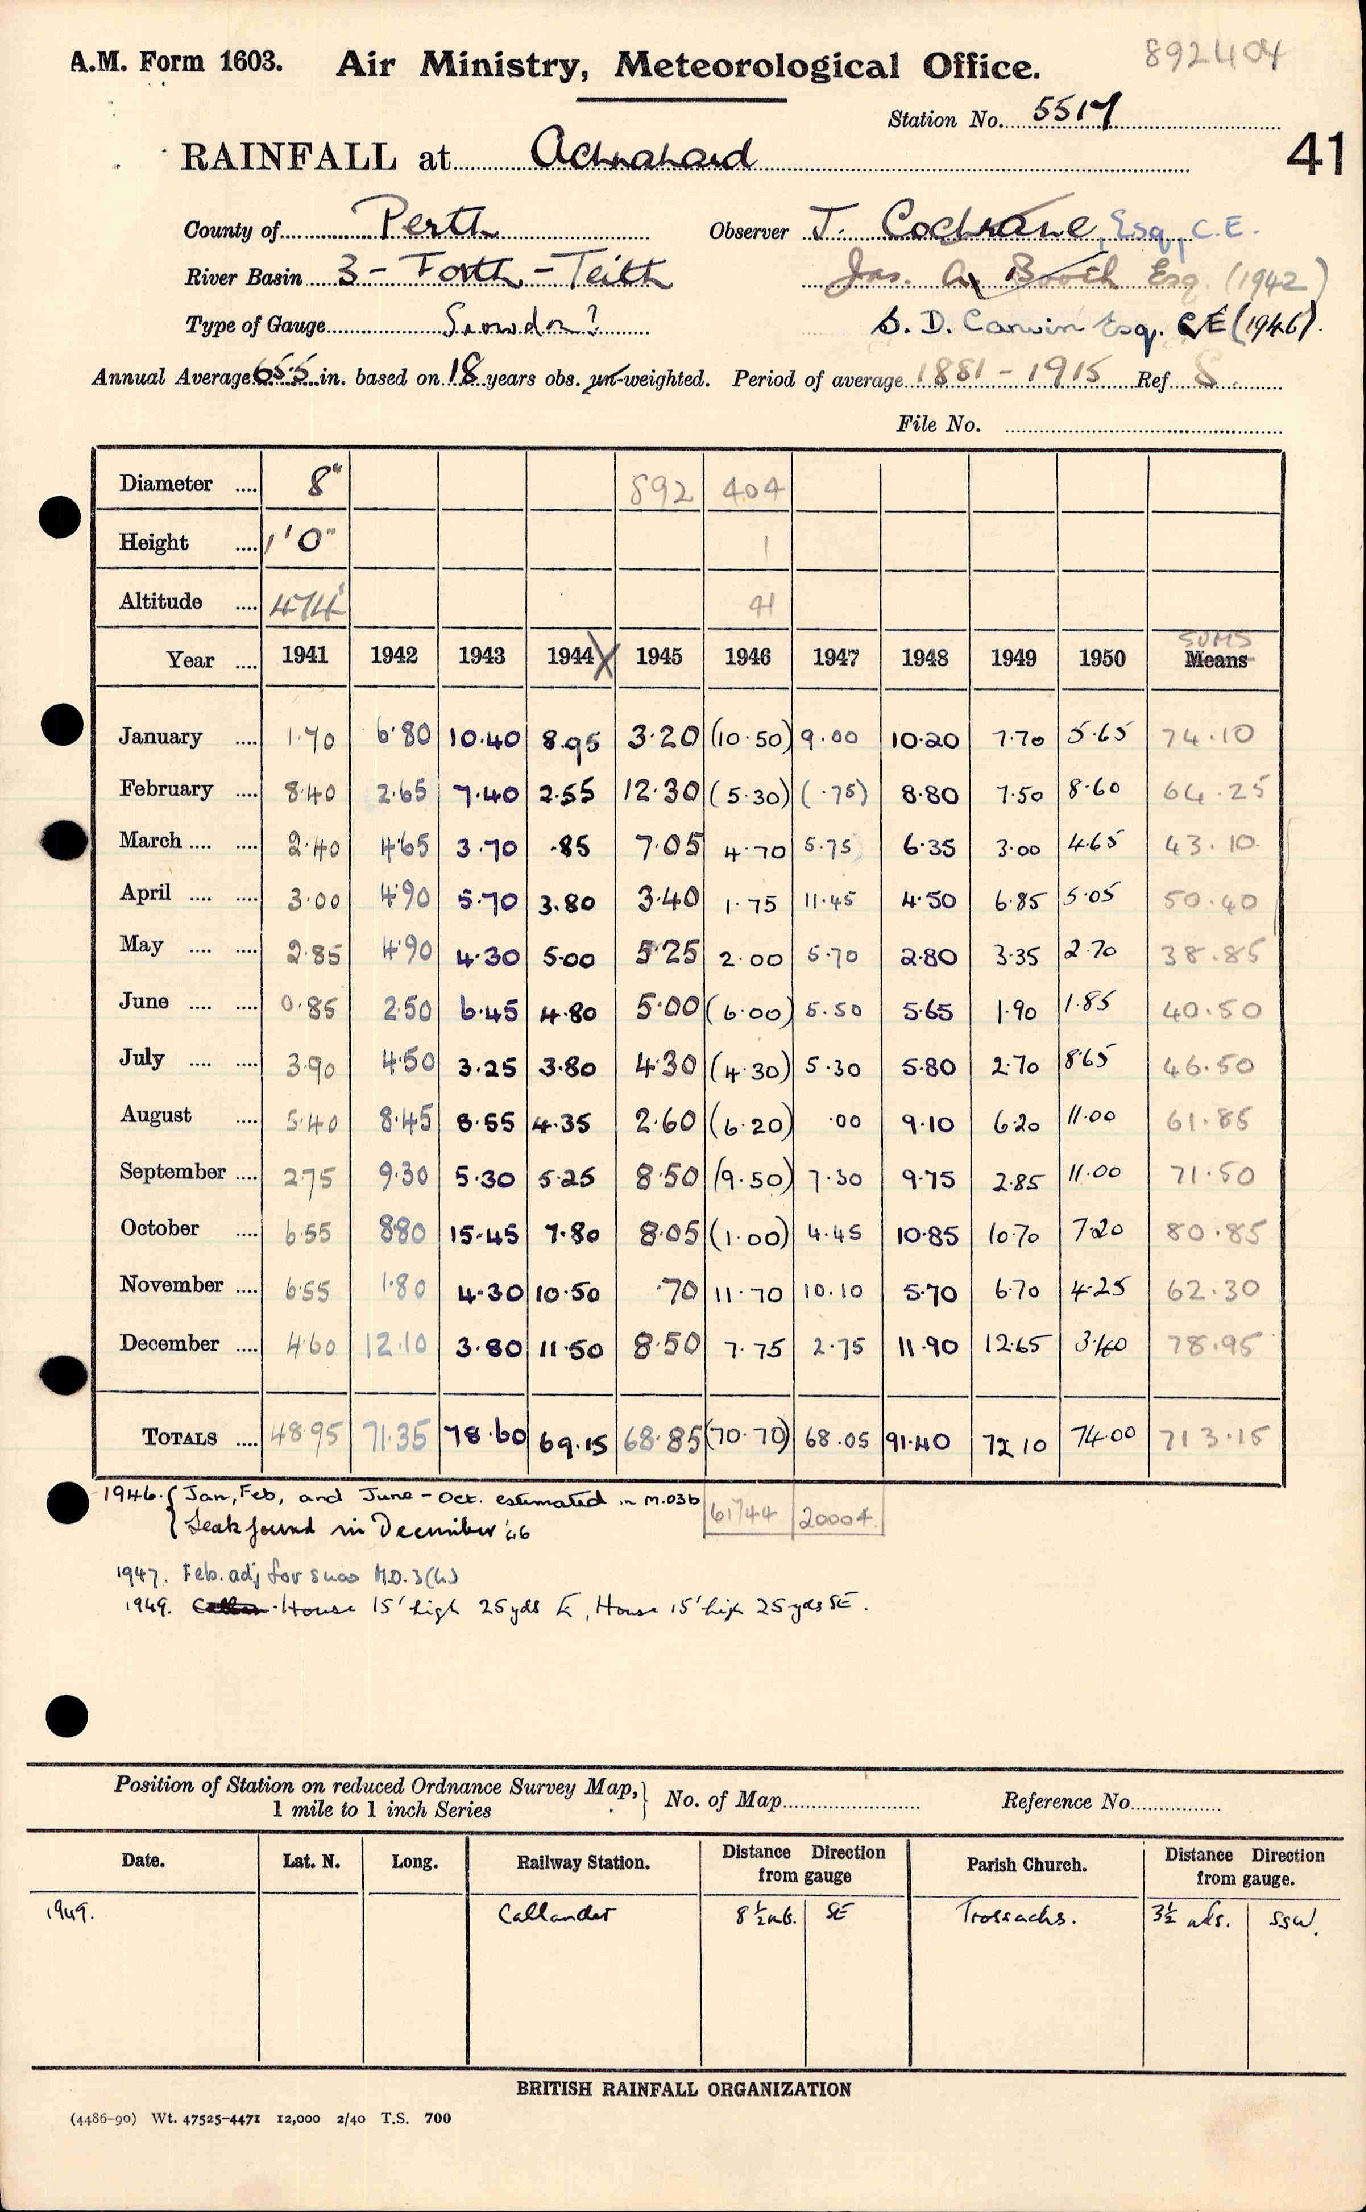 A.M. Form 1603. Air Ministry, Meteorological Office. 892404
Station No. 5517
RAINFALL at Achnahard 41
County of Perth Observer J. Cochrane, Esq, C.E.
River Basin 3 - Forth - Teith Jas. A. Booth Esq. (1942)
Type of Gauge Snowdon? S. D. Canvin Esq. CE (1946).
Annual Average 65.5 in. based on 18 years obs. un-weighted. Period of average 1881 - 1915 Ref S.
File No.
Diameter .... 8" 892 404
Height .... 1'0" 1
Altitude .... 474' 41
Year .... 1941 1942 1943 1944 X 1945 1946 1947 1948 1949 1950 SUMS Means
January .... 1.70 6.80 10.40 8.95 3.20 (10.50) 9.00 10.20 7.70 5.65 74.10
February .... 8.40 2.65 7.40 2.55 12.30 (5.30) (.75) 8.80 7.50 8.60 64.25
March .... .... 2.40 4.65 3.70 .85 7.05 4.70 5.75 6.35 3.00 4.65 43.10
April .... .... 3.00 4.90 5.70 3.80 3.40 1.75 11.45 4.50 6.85 5.05 50.40
May .... .... 2.85 4.90 4.30 5.00 5.25 2.00 5.70 2.80 3.35 2.70 38.85
June .... .... 0.85 2.50 6.45 4.80 5.00 (6.00) 5.50 5.65 1.90 1.85 40.50
July .... .... 3.90 4.50 3.25 3.80 4.30 (4.30) 5.30 5.80 2.70 8.65 46.50
August .... 5.40 8.45 8.55 4.35 2.60 (6.20) .00 9.10 6.20 11.00 61.85
September .... 2.75 9.30 5.30 5.25 8.50 (9.50) 7.30 9.75 2.85 11.00 71.50
October .... 6.55 8.80 15.45 7.80 8.05 (1.00) 4.45 10.85 10.70 7.20 80.85
November .... 6.55 1.80 4.30 10.50 .70 11.70 10.10 5.70 6.70 4.25 62.30
December .... 4.60 12.10 3.80 11.50 8.50 7.75 2.75 11.90 12.65 3.40 78.95
TOTALS .... 48.95 71.35 78.60 69.15 68.85 (70.70) 68.05 91.40 72.10 74.00 713.15
1946. { Jan, Feb, and June - Oct. estimated in M.O3b 61744 20004
{ Leak found in December '46
1947. Feb. adj for snow M.O.3(b)
1949. House 15' high 25 yds E, House 15' high 25 yds SE.
Position of Station on reduced Ordnance Survey Map, } No. of Map Reference No.
1 mile to 1 inch Series
Date. Lat. N. Long. Railway Station. Distance Direction from gauge Parish Church. Distance Direction from gauge.
1949. Callander 8½ mls. SE Trossachs. 3½ mls. SSW.
BRITISH RAINFALL ORGANIZATION
(4486-90) Wt. 47525-4471 12,000 2/40 T.S. 700